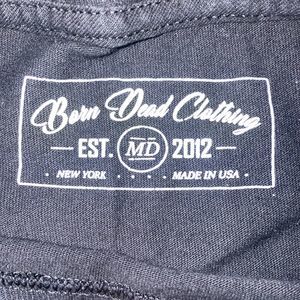 Born Dead Clothing
EST. MD 2012
NEW YORK MADE IN USA